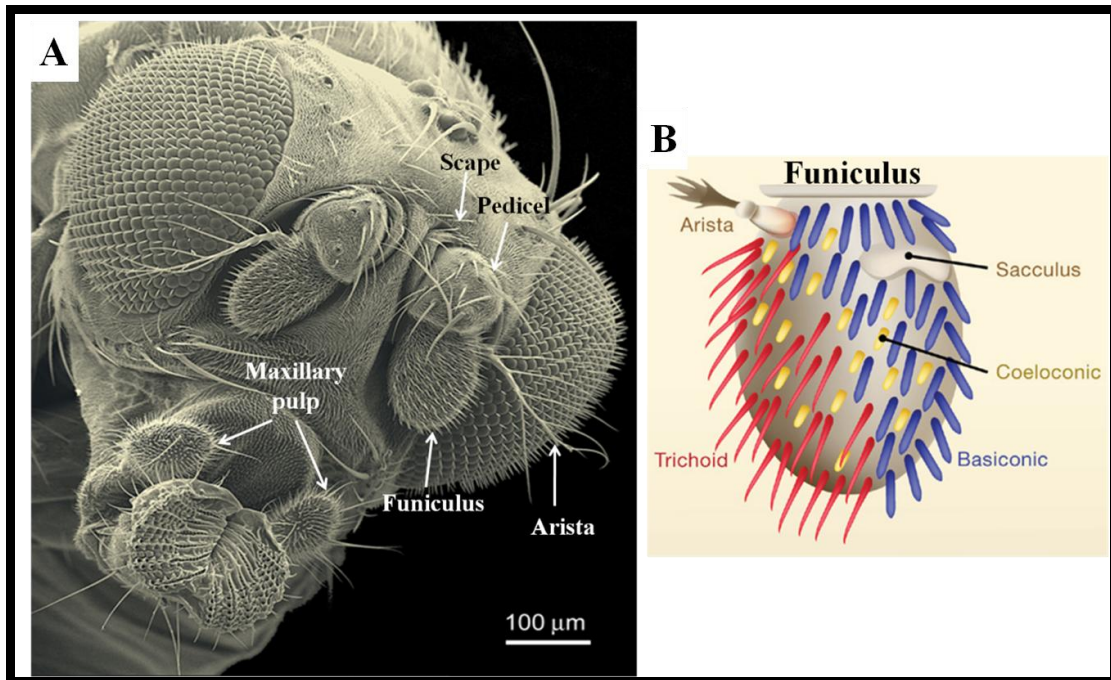 A
Scape
Pedicel
Maxillary
pulp
Funiculus
Arista
100 μm
B
Funiculus
Arista
Sacculus
Coeloconic
Trichoid
Basiconic